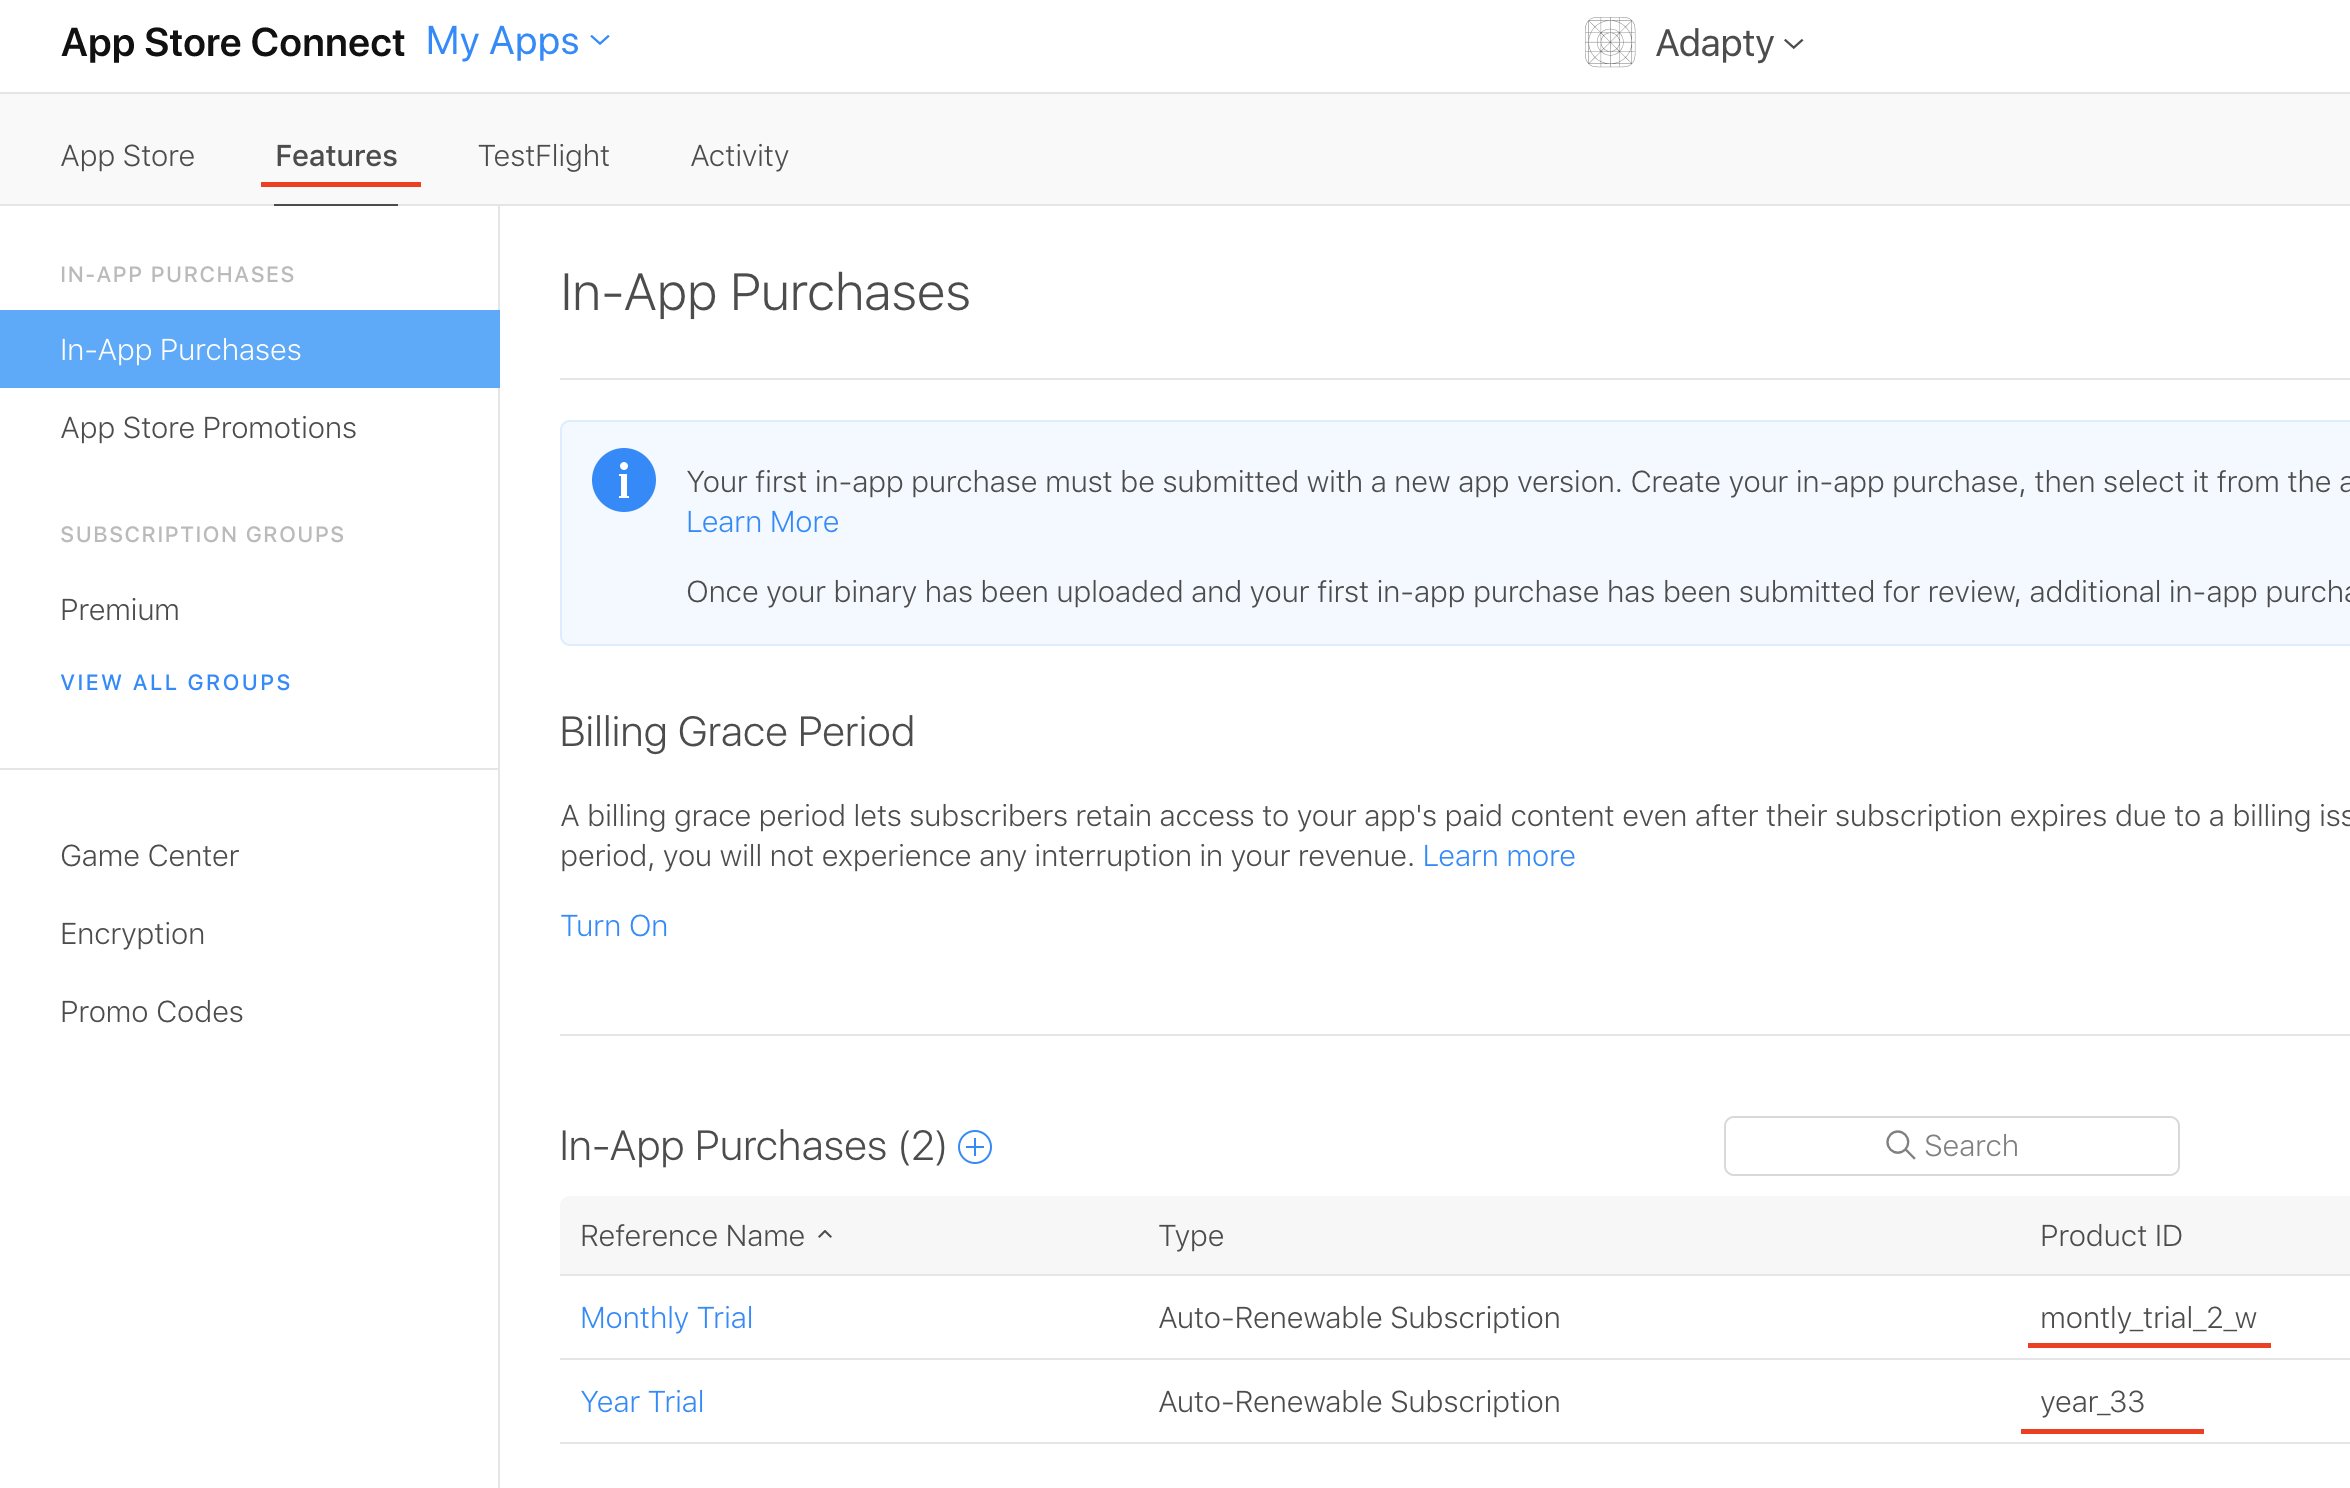 App Store Connect My Apps Adapty
App Store Features TestFlight Activity
IN-APP PURCHASES
In-App Purchases
App Store Promotions
SUBSCRIPTION GROUPS
Premium
VIEW ALL GROUPS
Game Center
Encryption
Promo Codes
In-App Purchases
Your first in-app purchase must be submitted with a new app version. Create your in-app purchase, then select it from the
Learn More
Once your binary has been uploaded and your first in-app purchase has been submitted for review, additional in-app
Billing Grace Period
A billing grace period lets subscribers retain access to your app's paid content even after their subscription expires due to a billing
period, you will not experience any interruption in your revenue. Learn more
Turn On
In-App Purchases (2)
Search
Reference Name Type Product ID
Monthly Trial Auto-Renewable Subscription montly_trial_2_w
Year Trial Auto-Renewable Subscription year_33